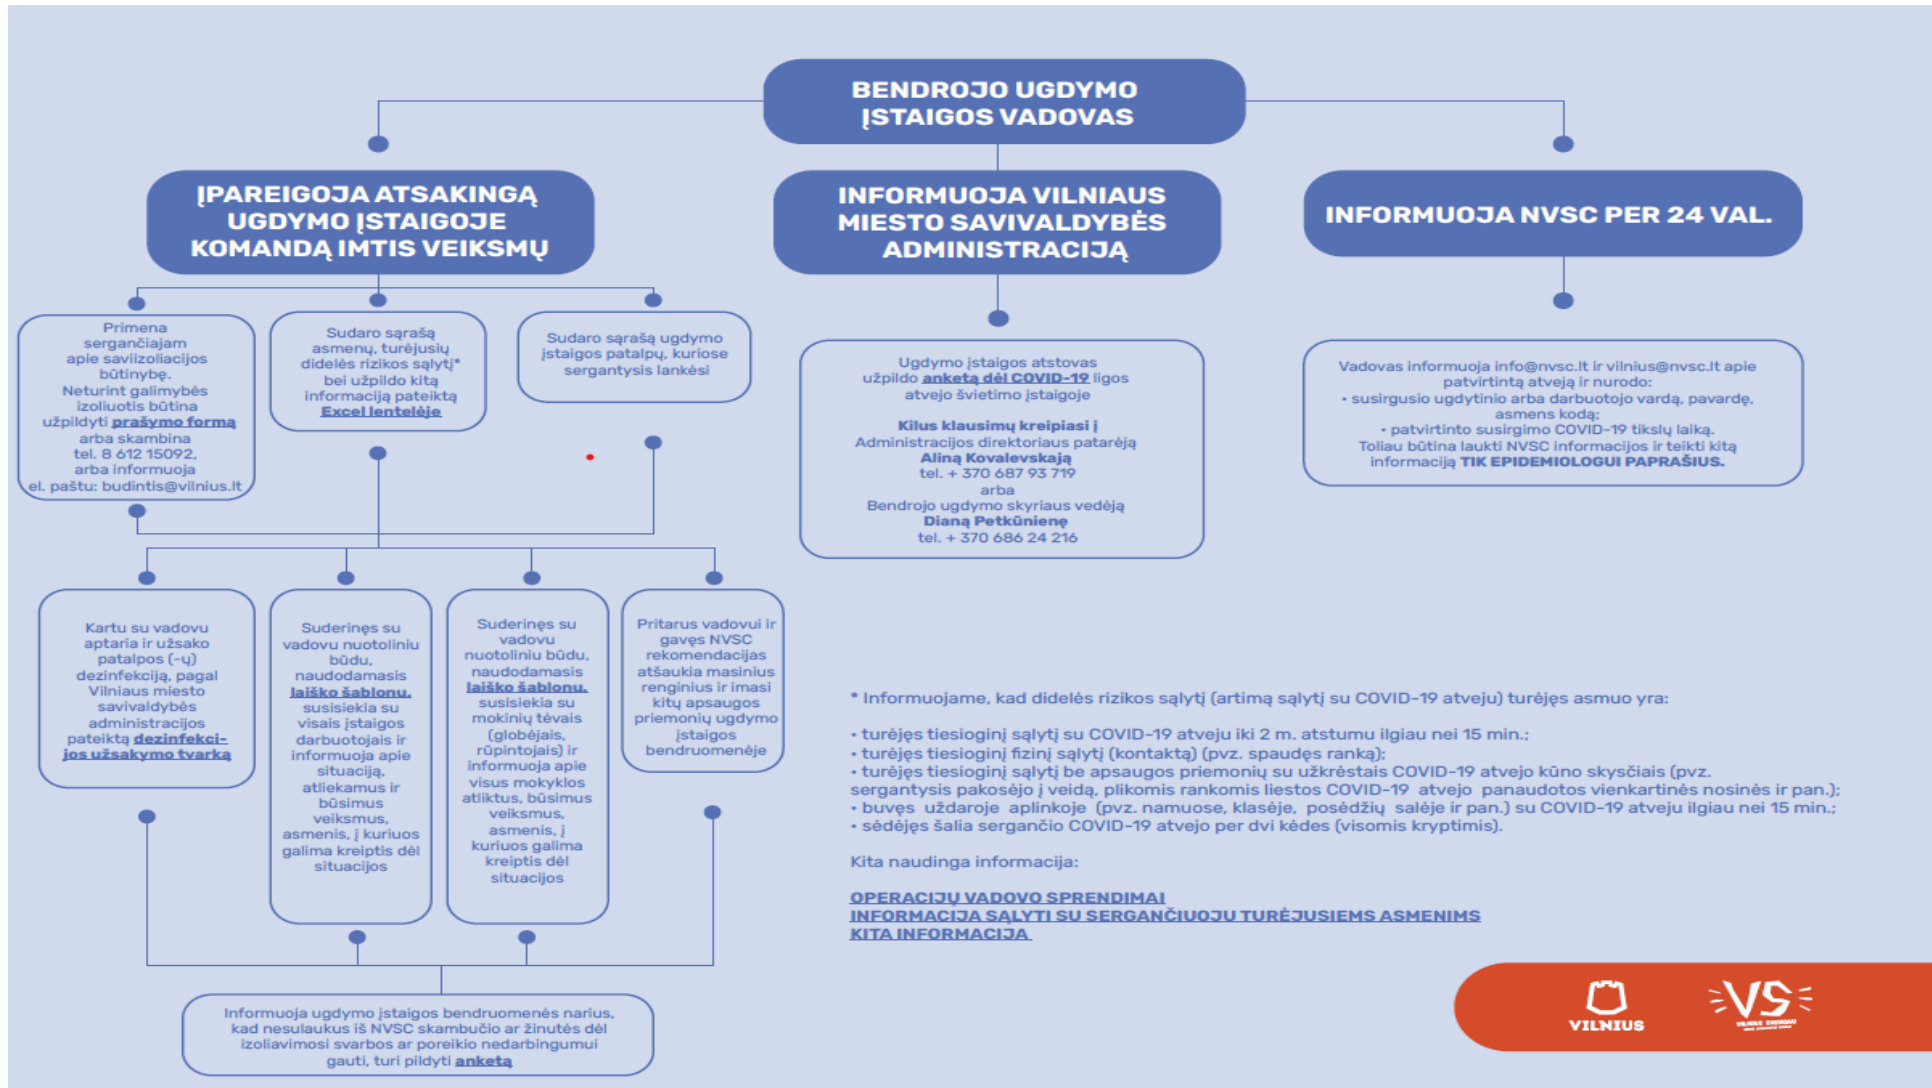 BENDROJO UGDYMO
ĮSTAIGOS VADOVAS
ĮPAREIGOJA ATSAKINGĄ
UGDYMO ĮSTAIGOJE
KOMANDĄ IMTIS VEIKSMŲ
INFORMUOJA VILNIAUS
MIESTO SAVIVALDYBĖS
ADMINISTRACIJĄ
INFORMUOJA NVSC PER 24 VAL.
Primena
sergančiajam
apie saviizoliacijos
būtinybę.
Neturint galimybės
izoliuotis būtina
užpildyti prašymo formą
arba skambina
tel. 8 612 15092,
arba informuoja
el. paštu: budintis@vilnius.lt
Sudaro sąrašą
asmenų, turėjusių
didelės rizikos sąlytį*
bei užpildo kitą
informaciją pateiktą
Excel lentelėje
Sudaro sąrašą ugdymo
įstaigos patalpų, kuriose
sergantysis lankėsi
Ugdymo įstaigos atstovas
užpildo anketą dėl COVID-19 ligos
atvejo švietimo įstaigoje
Kilus klausimų kreipiasi į
Administracijos direktoriaus patarėją
Aliną Kovalevskają
tel. + 370 687 93 719
arba
Bendrojo ugdymo skyriaus vedėją
Dianą Petkūnienę
tel. + 370 686 24 216
Vadovas informuoja info@nvsc.lt ir vilnius@nvsc.lt apie
patvirtintą atvėją ir nurodo:
• susirgusio ugdytinio arba darbuotojo vardą, pavardę,
asmens kodą;
• patvirtinto susirgimo COVID-19 tikslų laiką.
Toliau būtina laukti NVSC informacijos ir teikti kitą
informaciją TIK EPIDEMIOLOGUI PAPRAŠIUS.
Kartu su vadovu
aptaria ir užsako
patalpos (-ų)
dezinfekciją, pagal
Vilniaus miesto
savivaldybės
administracijos
pateiktą dezinfekci-
jos užsakymo tvarką
Suderinęs su
vadovu nuotoliniu
būdu,
naudodamasis
laiško šablonu,
susisiekia su
visais įstaigos
darbuotojais ir
informuoja apie
situaciją,
atliekamus ir
būsimus
veiksmus,
asmenis, į kuriuos
galima kreiptis dėl
situacijos
Suderinęs su
vadovu
nuotoliniu būdu,
naudodamasis
laiško šablonu,
susisiekia su
mokinių tėvais
(globėjais,
rūpintojais) ir
informuoja apie
visus mokyklos
atliktus, būsimus
veiksmus,
asmenis, į
kuriuos galima
kreiptis dėl
situacijos
Pritarus vadovui ir
gavęs NVSC
rekomendacijas
atšaukia masinius
renginius ir imasi
kitų apsaugos
priemonių ugdymo
įstaigos
bendruomenėje
Informuoja ugdymo įstaigos bendruomenės narius,
kad nesulaukus iš NVSC skambučio ar žinutės dėl
izoliavimosi svarbos ar poreikio nedarbingumui
gauti, turi pildyti anketą
* Informuojame, kad didelės rizikos sąlytį (artimą sąlytį su COVID-19 atveju) turėjęs asmuo yra:
• turėjęs tiesioginį sąlytį su COVID-19 atveju iki 2 m. atstumu ilgiau nei 15 min.;
• turėjęs tiesioginį fizinį sąlytį (kontaktą) (pvz. spaudęs ranką);
• turėjęs tiesioginį sąlytį be apsaugos priemonių su užkrėstais COVID-19 atvejo kūno skysčiais (pvz.
sergantysis pakosėjo į veidą, plikomis rankomis liestos COVID-19 atvejo panaudotos vienkartinės nosinės ir pan.);
• buvęs uždaroje aplinkoje (pvz. namuose, klasėje, posėdžių salėje ir pan.) su COVID-19 atveju ilgiau nei 15 min.;
• sėdėjęs šalia sergančio COVID-19 atvejo per dvi kėdes (visomis kryptimis).
Kita naudinga informacija:
OPERACIJŲ VADOVO SPRENDIMAI
INFORMACIJA SĄLYTI SU SERGANČIUOJU TURĖJUSIEMS ASMENIMS
KITA INFORMACIJA
VILNIUS
VS